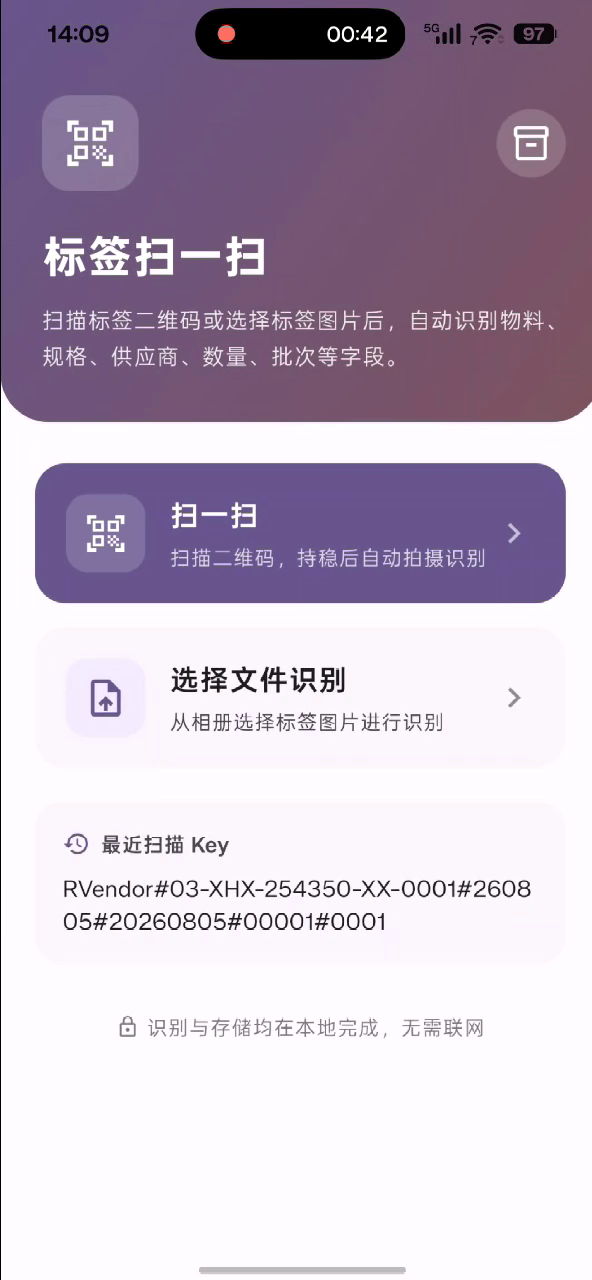 14:09
00:42
5G
7
97
标签扫一扫
扫描标签二维码或选择标签图片后，自动识别物料、
规格、供应商、数量、批次等字段。
扫一扫
扫描二维码，持稳后自动拍摄识别
选择文件识别
从相册选择标签图片进行识别
最近扫描 Key
RVendor#03-XHX-254350-XX-0001#2608
05#20260805#00001#0001
识别与存储均在本地完成，无需联网